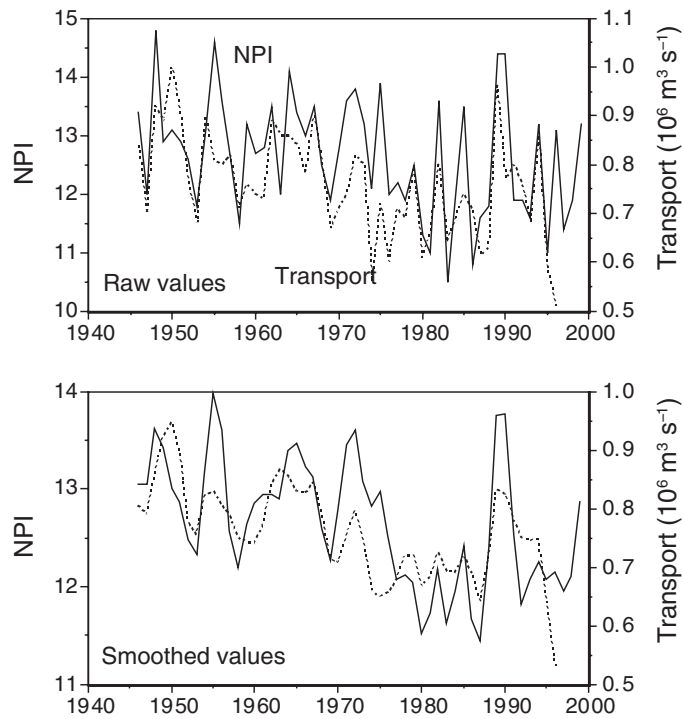 15
14
13
12
11
10
NPI
NPI
Transport
Raw values
1.1
1.0
0.9
0.8
0.7
0.6
0.5
Transport (10⁶ m³ s⁻¹)
1940 1950 1960 1970 1980 1990 2000
14
13
12
11
NPI
Smoothed values
1.0
0.9
0.8
0.7
0.6
0.5
Transport (10⁶ m³ s⁻¹)
1940 1950 1960 1970 1980 1990 2000